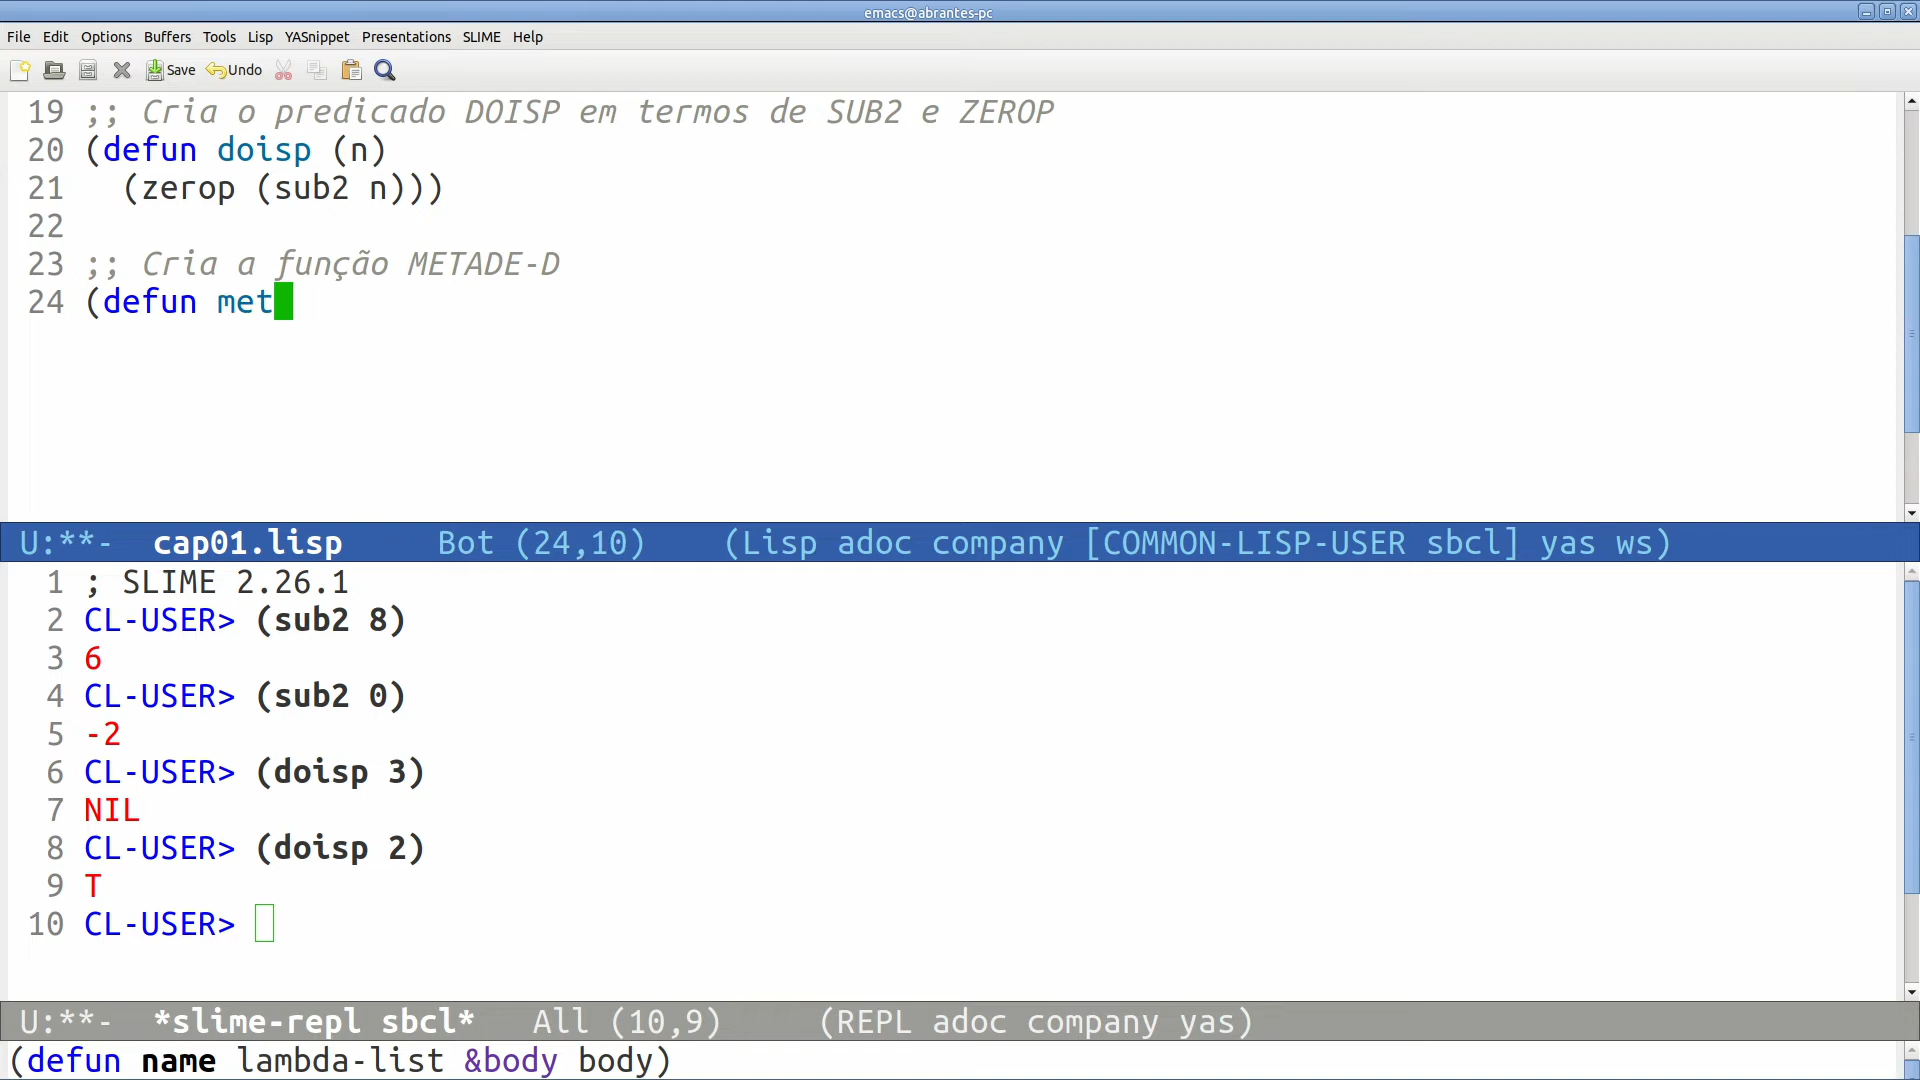 emacs@abrantes-pc
File Edit Options Buffers Tools Lisp YASnippet Presentations SLIME Help
Save Undo
19 ;; Cria o predicado DOISP em termos de SUB2 e ZEROP
20 (defun doisp (n)
21 (zerop (sub2 n)))
22
23 ;; Cria a função METADE-D
24 (defun met
U:**- cap01.lisp Bot (24,10) (Lisp adoc company [COMMON-LISP-USER sbcl] yas ws)
1 ; SLIME 2.26.1
2 CL-USER> (sub2 8)
3 6
4 CL-USER> (sub2 0)
5 -2
6 CL-USER> (doisp 3)
7 NIL
8 CL-USER> (doisp 2)
9 T
10 CL-USER>
U:**- *slime-repl sbcl* All (10,9) (REPL adoc company yas)
(defun name lambda-list &body body)